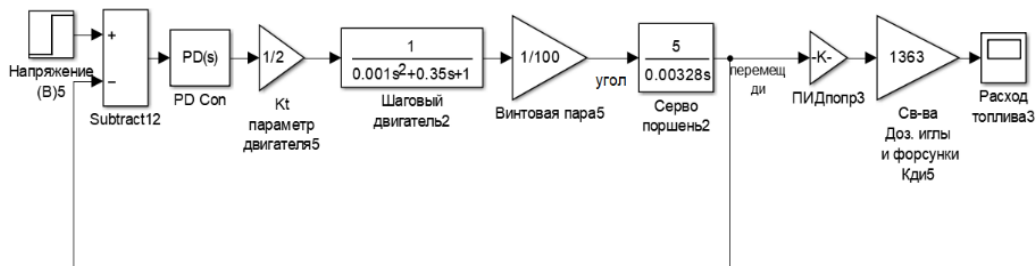 +
−
Напряжение
(В)5
Subtract12
PD(s)
PD Con
1/2
Kt
параметр
двигателя5
1
0.001s²+0.35s+1
Шаговый
двигатель2
1/100
Винтовая пара5
угол
5
0.00328s
Серво
поршень2
перемещ
ди
-K-
ПИДпопр3
1363
Св-ва
Доз. иглы
и форсунки
Кди5
Расход
топлива3